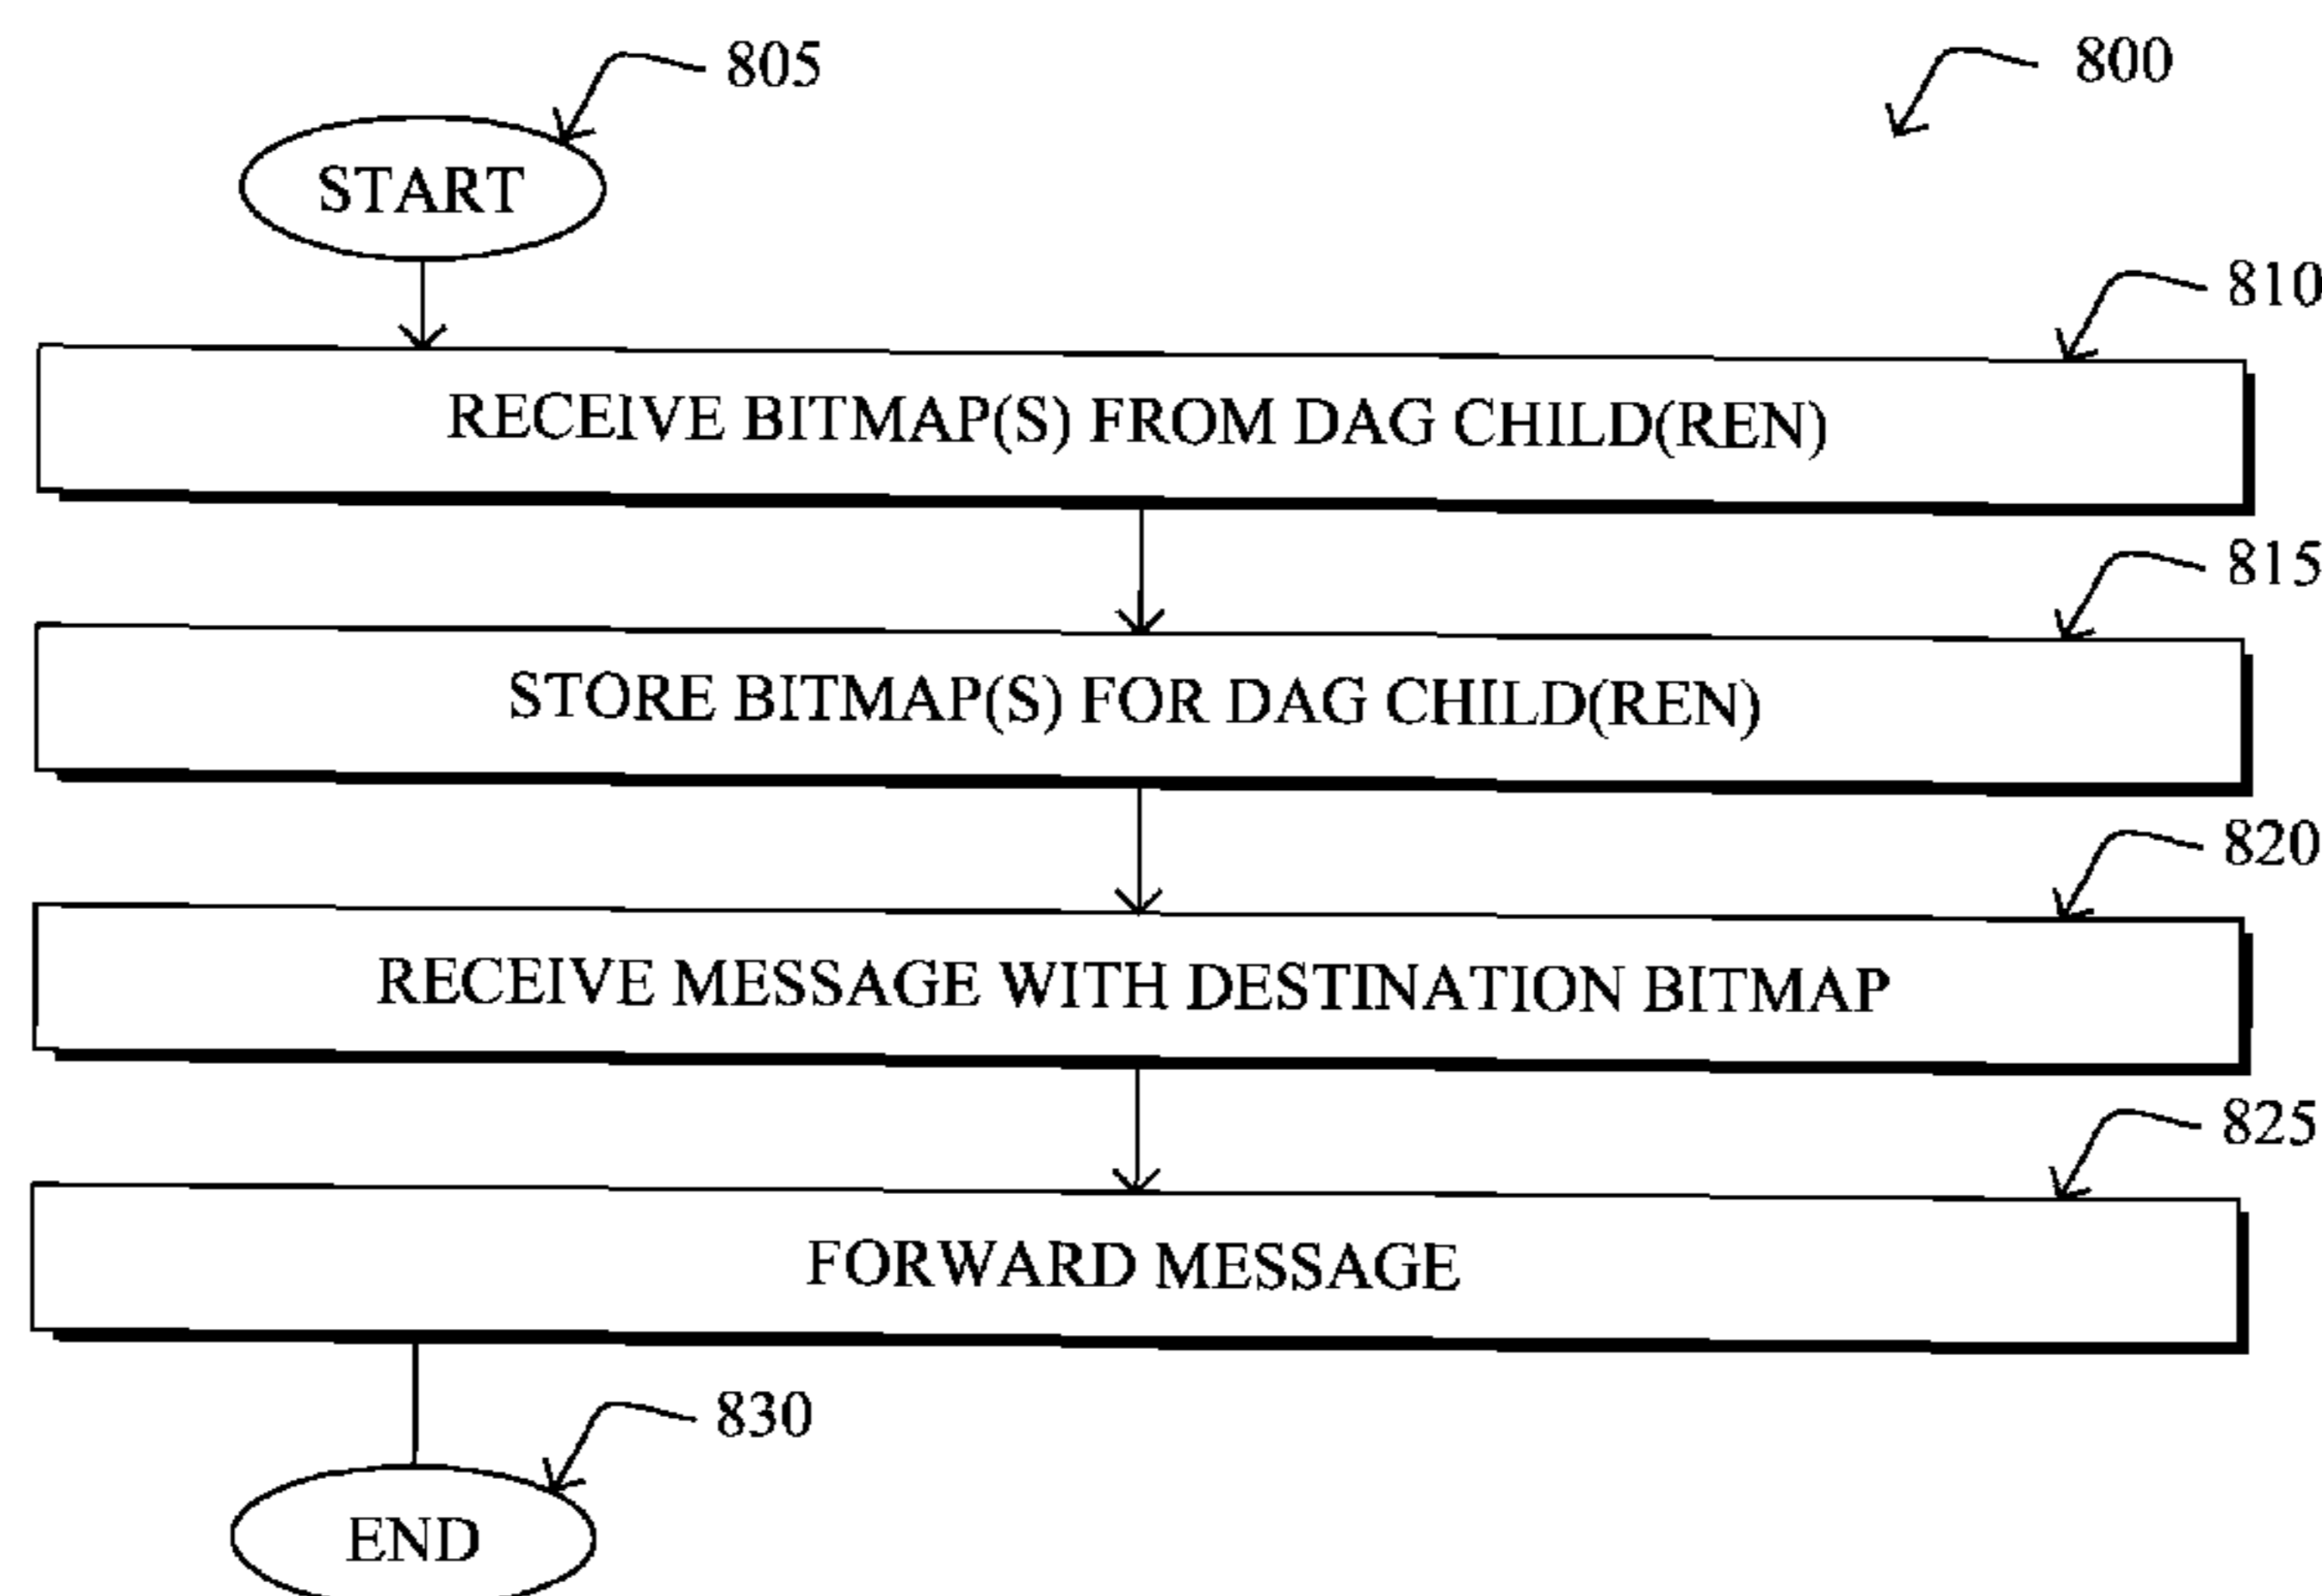 805
800
START
810
RECEIVE BITMAP(S) FROM DAG CHILD(REN)
815
STORE BITMAP(S) FOR DAG CHILD(REN)
820
RECEIVE MESSAGE WITH DESTINATION BITMAP
825
FORWARD MESSAGE
830
END